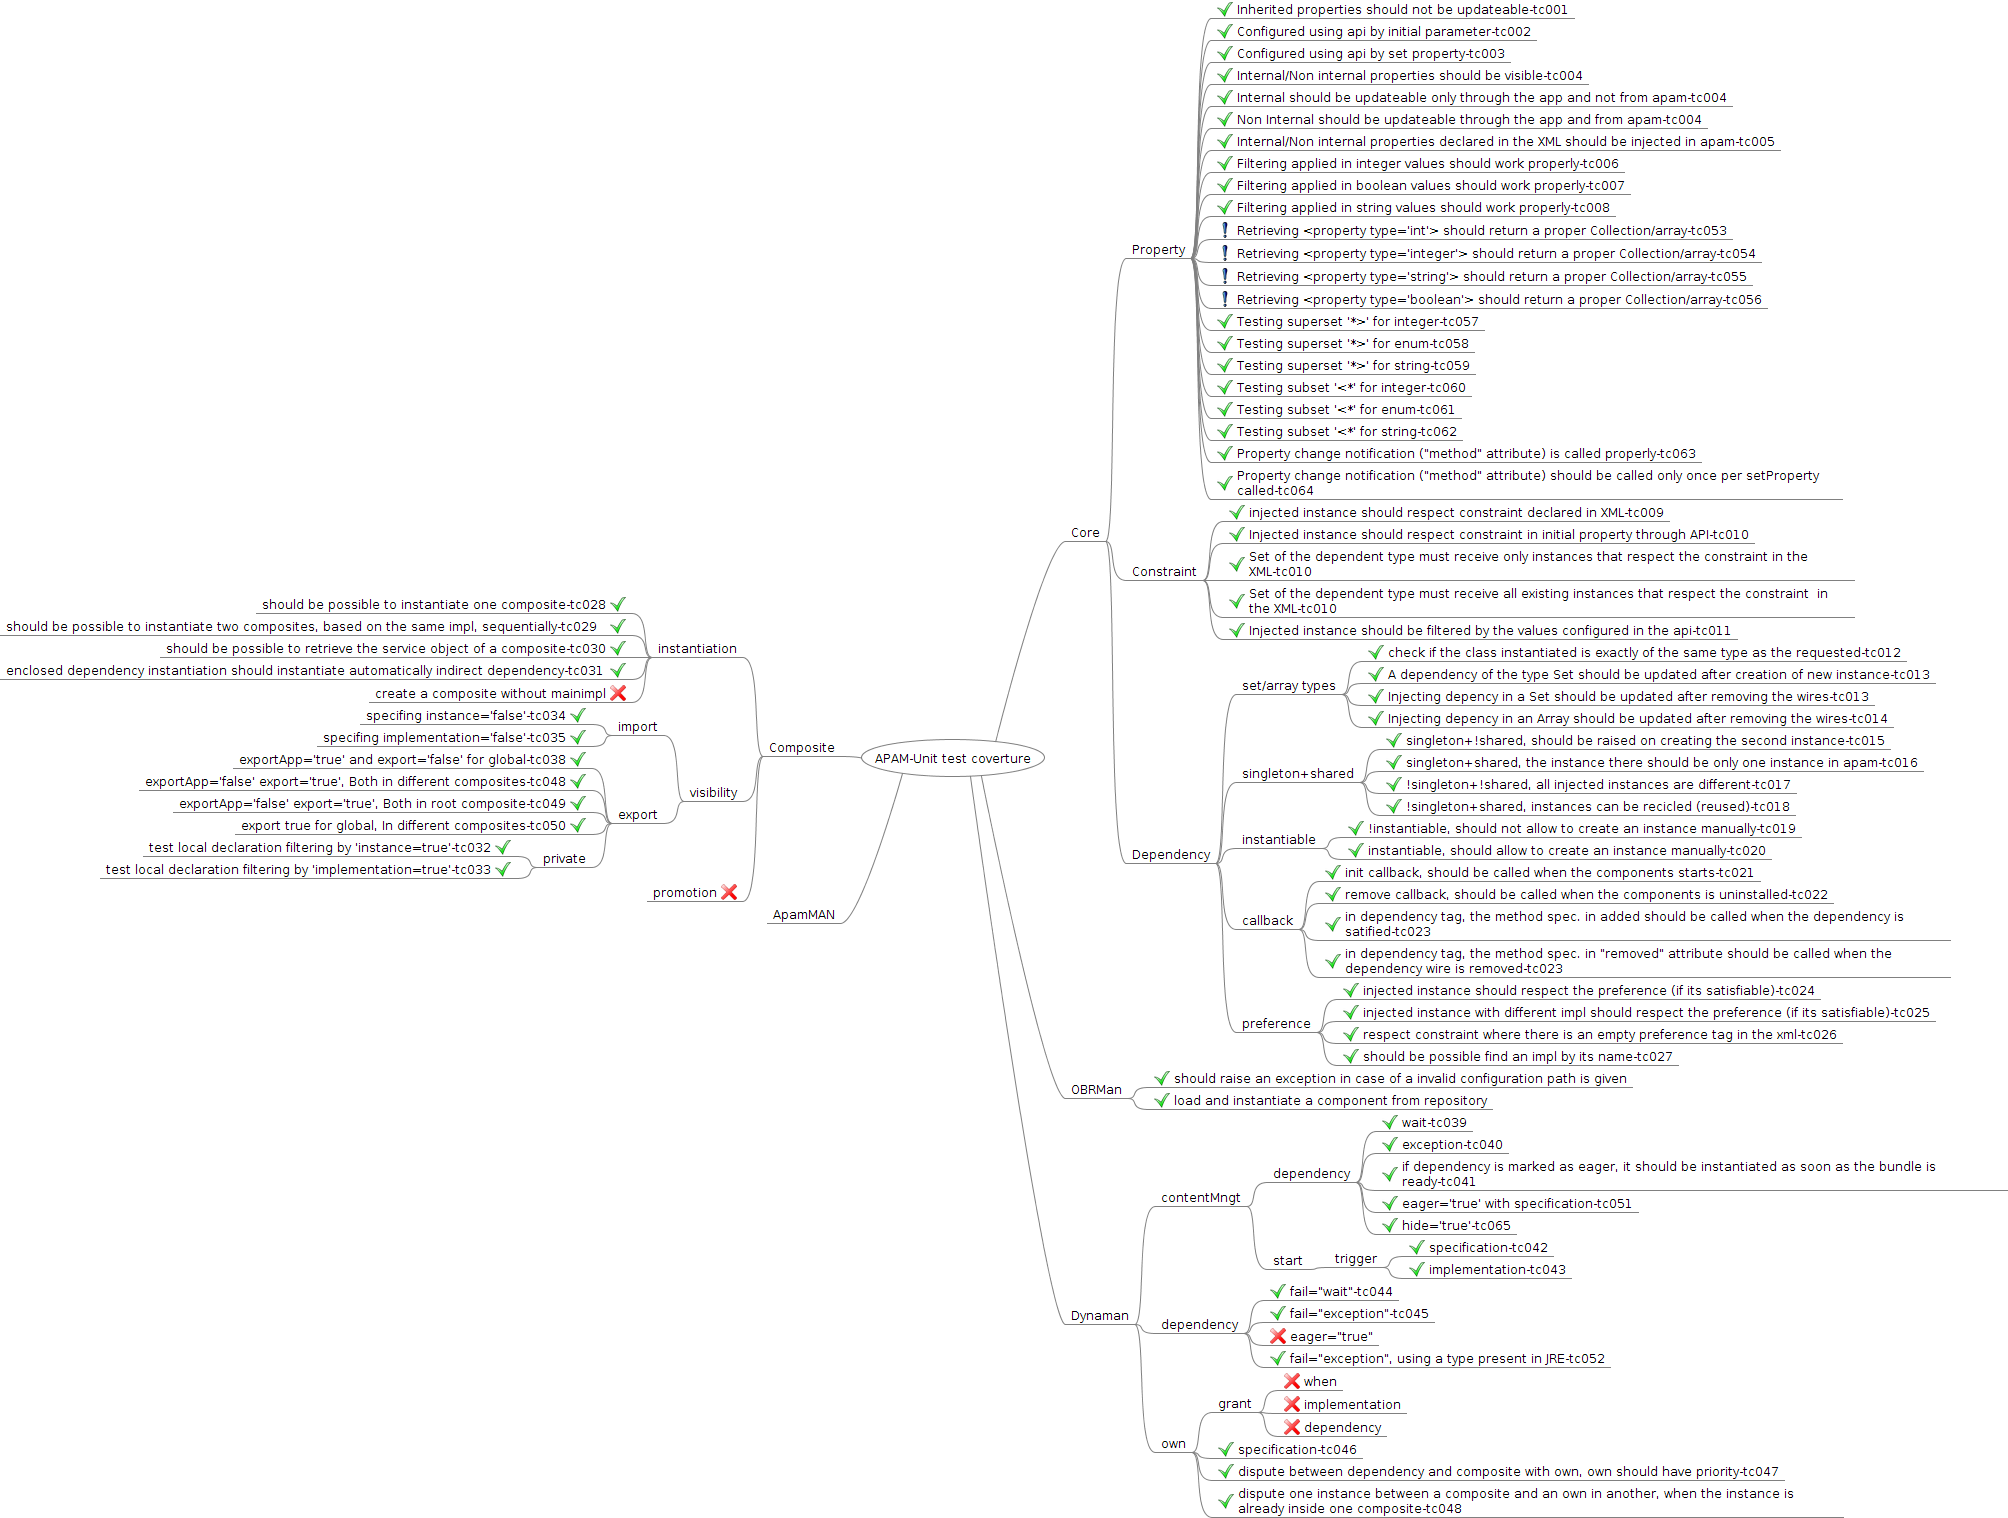 APAM-Unit test coverture
Core
Property
Inherited properties should not be updateable-tc001
Configured using api by initial parameter-tc002
Configured using api by set property-tc003
Internal/Non internal properties should be visible-tc004
Internal should be updateable only through the app and not from apam-tc004
Non Internal should be updateable through the app and from apam-tc004
Internal/Non internal properties declared in the XML should be injected in apam-tc005
Filtering applied in integer values should work properly-tc006
Filtering applied in boolean values should work properly-tc007
Filtering applied in string values should work properly-tc008
Retrieving <property type='int'> should return a proper Collection/array-tc053
Retrieving <property type='integer'> should return a proper Collection/array-tc054
Retrieving <property type='string'> should return a proper Collection/array-tc055
Retrieving <property type='boolean'> should return a proper Collection/array-tc056
Testing superset '*>' for integer-tc057
Testing superset '*>' for enum-tc058
Testing superset '*>' for string-tc059
Testing subset '<*' for integer-tc060
Testing subset '<*' for enum-tc061
Testing subset '<*' for string-tc062
Property change notification ("method" attribute) is called properly-tc063
Property change notification ("method" attribute) should be called only once per setProperty
called-tc064
Constraint
injected instance should respect constraint declared in XML-tc009
Injected instance should respect constraint in initial property through API-tc010
Set of the dependent type must receive only instances that respect the constraint in the
XML-tc010
Set of the dependent type must receive all existing instances that respect the constraint  in
the XML-tc010
Injected instance should be filtered by the values configured in the api-tc011
Dependency
set/array types
check if the class instantiated is exactly of the same type as the requested-tc012
A dependency of the type Set should be updated after creation of new instance-tc013
Injecting depency in a Set should be updated after removing the wires-tc013
Injecting depency in an Array should be updated after removing the wires-tc014
singleton+shared
singleton+!shared, should be raised on creating the second instance-tc015
singleton+shared, the instance there should be only one instance in apam-tc016
!singleton+!shared, all injected instances are different-tc017
!singleton+shared, instances can be recicled (reused)-tc018
instantiable
!instantiable, should not allow to create an instance manually-tc019
instantiable, should allow to create an instance manually-tc020
callback
init callback, should be called when the components starts-tc021
remove callback, should be called when the components is uninstalled-tc022
in dependency tag, the method spec. in added should be called when the dependency is
satified-tc023
in dependency tag, the method spec. in "removed" attribute should be called when the
dependency wire is removed-tc023
preference
injected instance should respect the preference (if its satisfiable)-tc024
injected instance with different impl should respect the preference (if its satisfiable)-tc025
respect constraint where there is an empty preference tag in the xml-tc026
should be possible find an impl by its name-tc027
OBRMan
should raise an exception in case of a invalid configuration path is given
load and instantiate a component from repository
Dynaman
contentMngt
dependency
wait-tc039
exception-tc040
if dependency is marked as eager, it should be instantiated as soon as the bundle is
ready-tc041
eager='true' with specification-tc051
hide='true'-tc065
start
trigger
specification-tc042
implementation-tc043
dependency
fail="wait"-tc044
fail="exception"-tc045
eager="true"
fail="exception", using a type present in JRE-tc052
own
grant
when
implementation
dependency
specification-tc046
dispute between dependency and composite with own, own should have priority-tc047
dispute one instance between a composite and an own in another, when the instance is
already inside one composite-tc048
Composite
instantiation
should be possible to instantiate one composite-tc028
should be possible to instantiate two composites, based on the same impl, sequentially-tc029
should be possible to retrieve the service object of a composite-tc030
enclosed dependency instantiation should instantiate automatically indirect dependency-tc031
create a composite without mainimpl
visibility
import
specifing instance='false'-tc034
specifing implementation='false'-tc035
export
exportApp='true' and export='false' for global-tc038
exportApp='false' export='true', Both in different composites-tc048
exportApp='false' export='true', Both in root composite-tc049
export true for global, In different composites-tc050
private
test local declaration filtering by 'instance=true'-tc032
test local declaration filtering by 'implementation=true'-tc033
promotion
ApamMAN